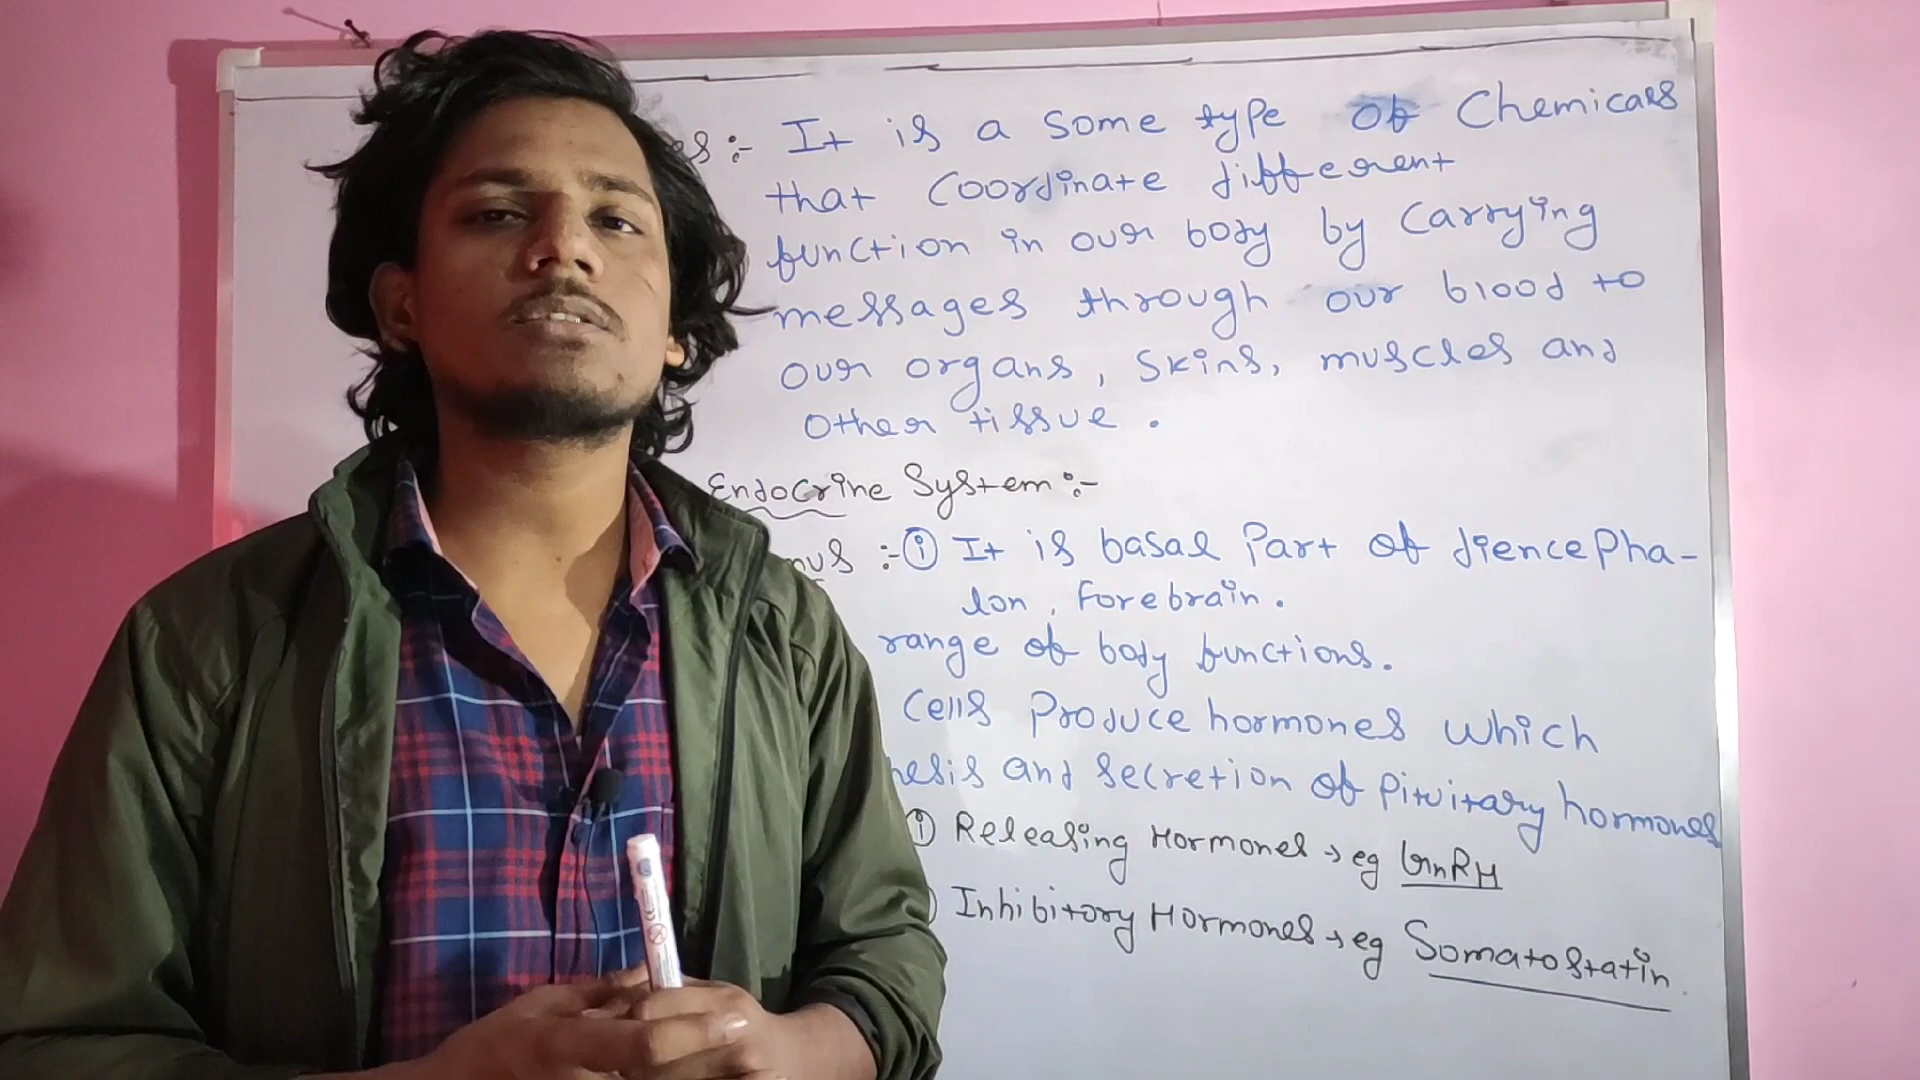 es :- It is a some type of Chemicals
that Coordinate different
function in our body by Carrying
messages through our blood to
our organs, Skins, muscles and
other tissue.
Endocrine System :-
mus :- (i) It is basal Part of diencepha-
lon, Forebrain.
range of body functions.
Cells Produce hormones which
hesis and secretion of Pituitary hormones
(i) Releasing Hormones → eg GnRH
) Inhibitory Hormones → eg Somatostatin